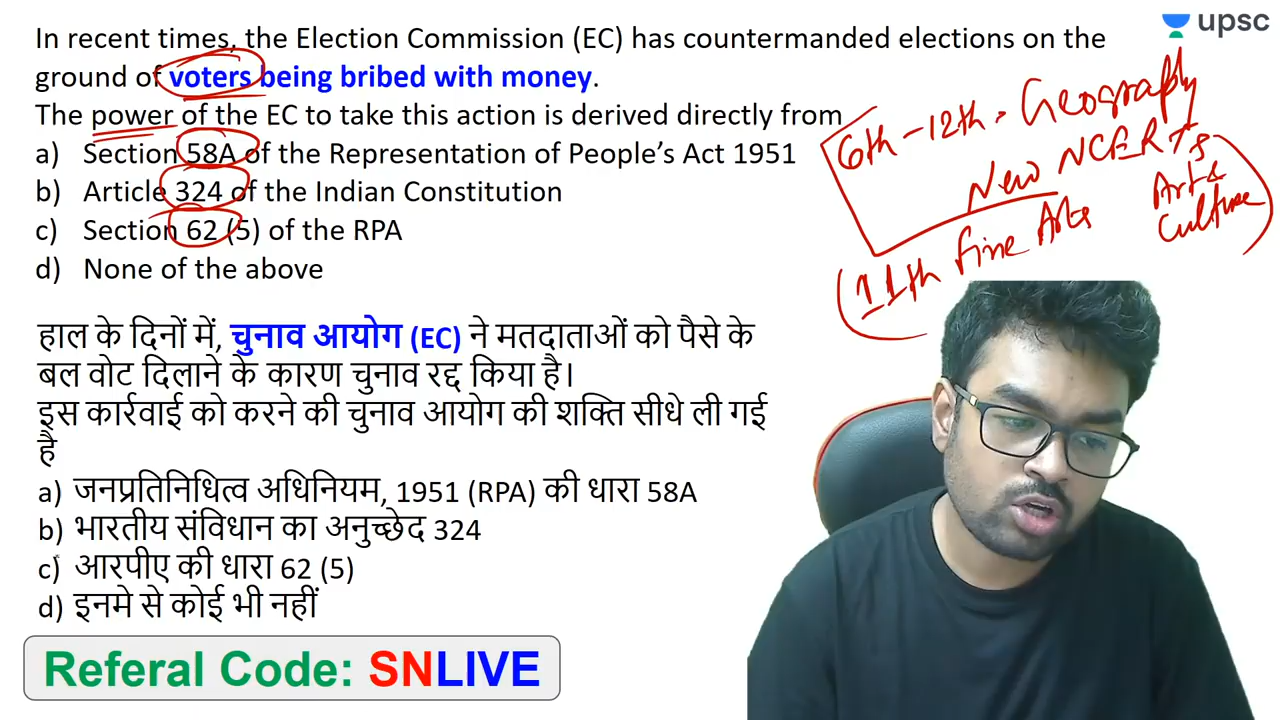 upsc
In recent times, the Election Commission (EC) has countermanded elections on the
ground of voters being bribed with money.
The power of the EC to take this action is derived directly from
a) Section 58A of the Representation of People’s Act 1951
b) Article 324 of the Indian Constitution
c) Section 62 (5) of the RPA
d) None of the above
6th - 12th . Geography
New NCERTs
11th Fine Arts
Art &
Culture
हाल के दिनों में, चुनाव आयोग (EC) ने मतदाताओं को पैसे के
बल वोट दिलाने के कारण चुनाव रद्द किया है।
इस कार्रवाई को करने की चुनाव आयोग की शक्ति सीधे ली गई
है
a) जनप्रतिनिधित्व अधिनियम, 1951 (RPA) की धारा 58A
b) भारतीय संविधान का अनुच्छेद 324
c) आरपीए की धारा 62 (5)
d) इनमे से कोई भी नहीं
Referal Code: SNLIVE